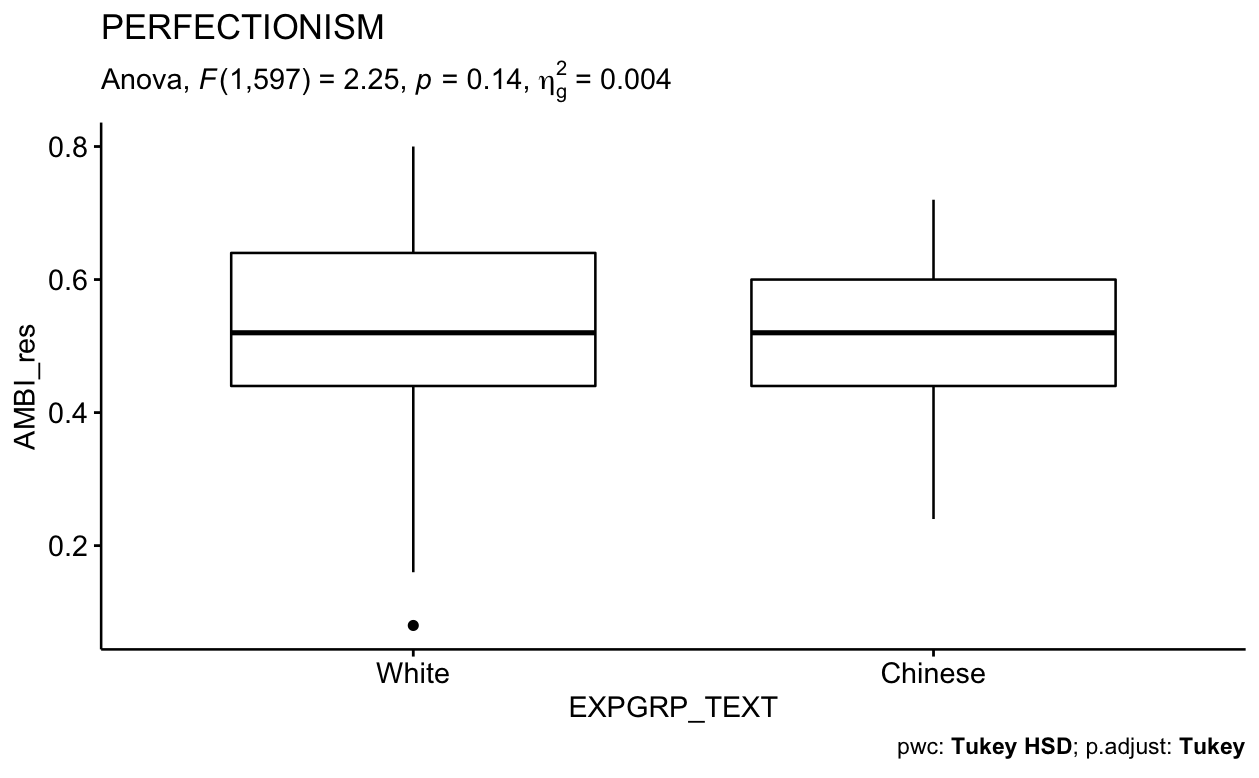 PERFECTIONISM
Anova, F(1,597) = 2.25, p = 0.14, η²g = 0.004
0.8
0.6
0.4
0.2
AMBI_res
White Chinese
EXPGRP_TEXT
pwc: Tukey HSD; p.adjust: Tukey